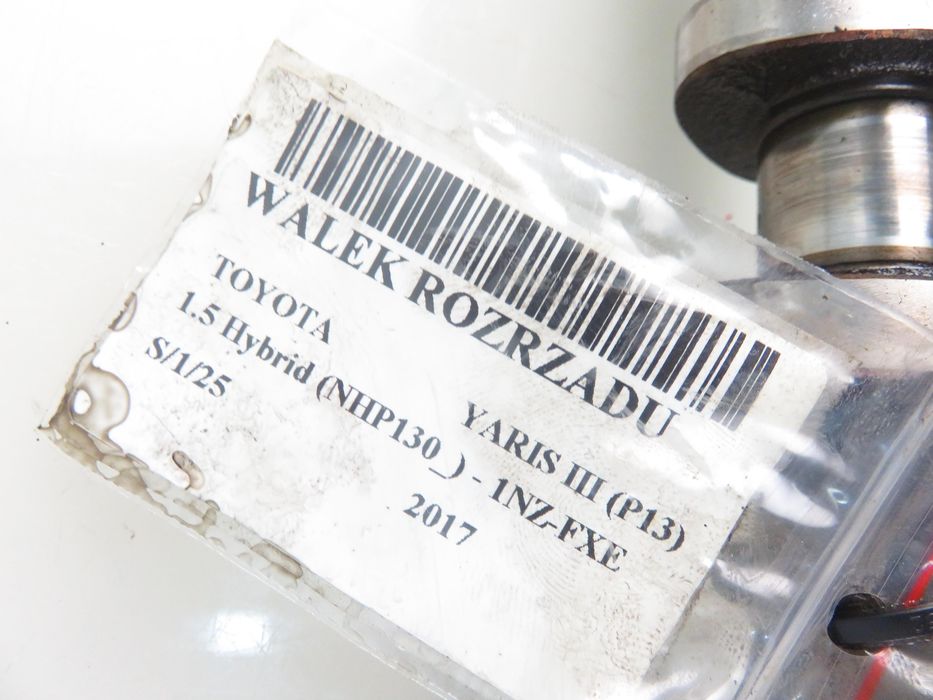 WALEK ROZRZADU
TOYOTA YARIS III (P13)
1.5 Hybrid (NHP130_) - 1NZ-FXE
S/1/25 2017